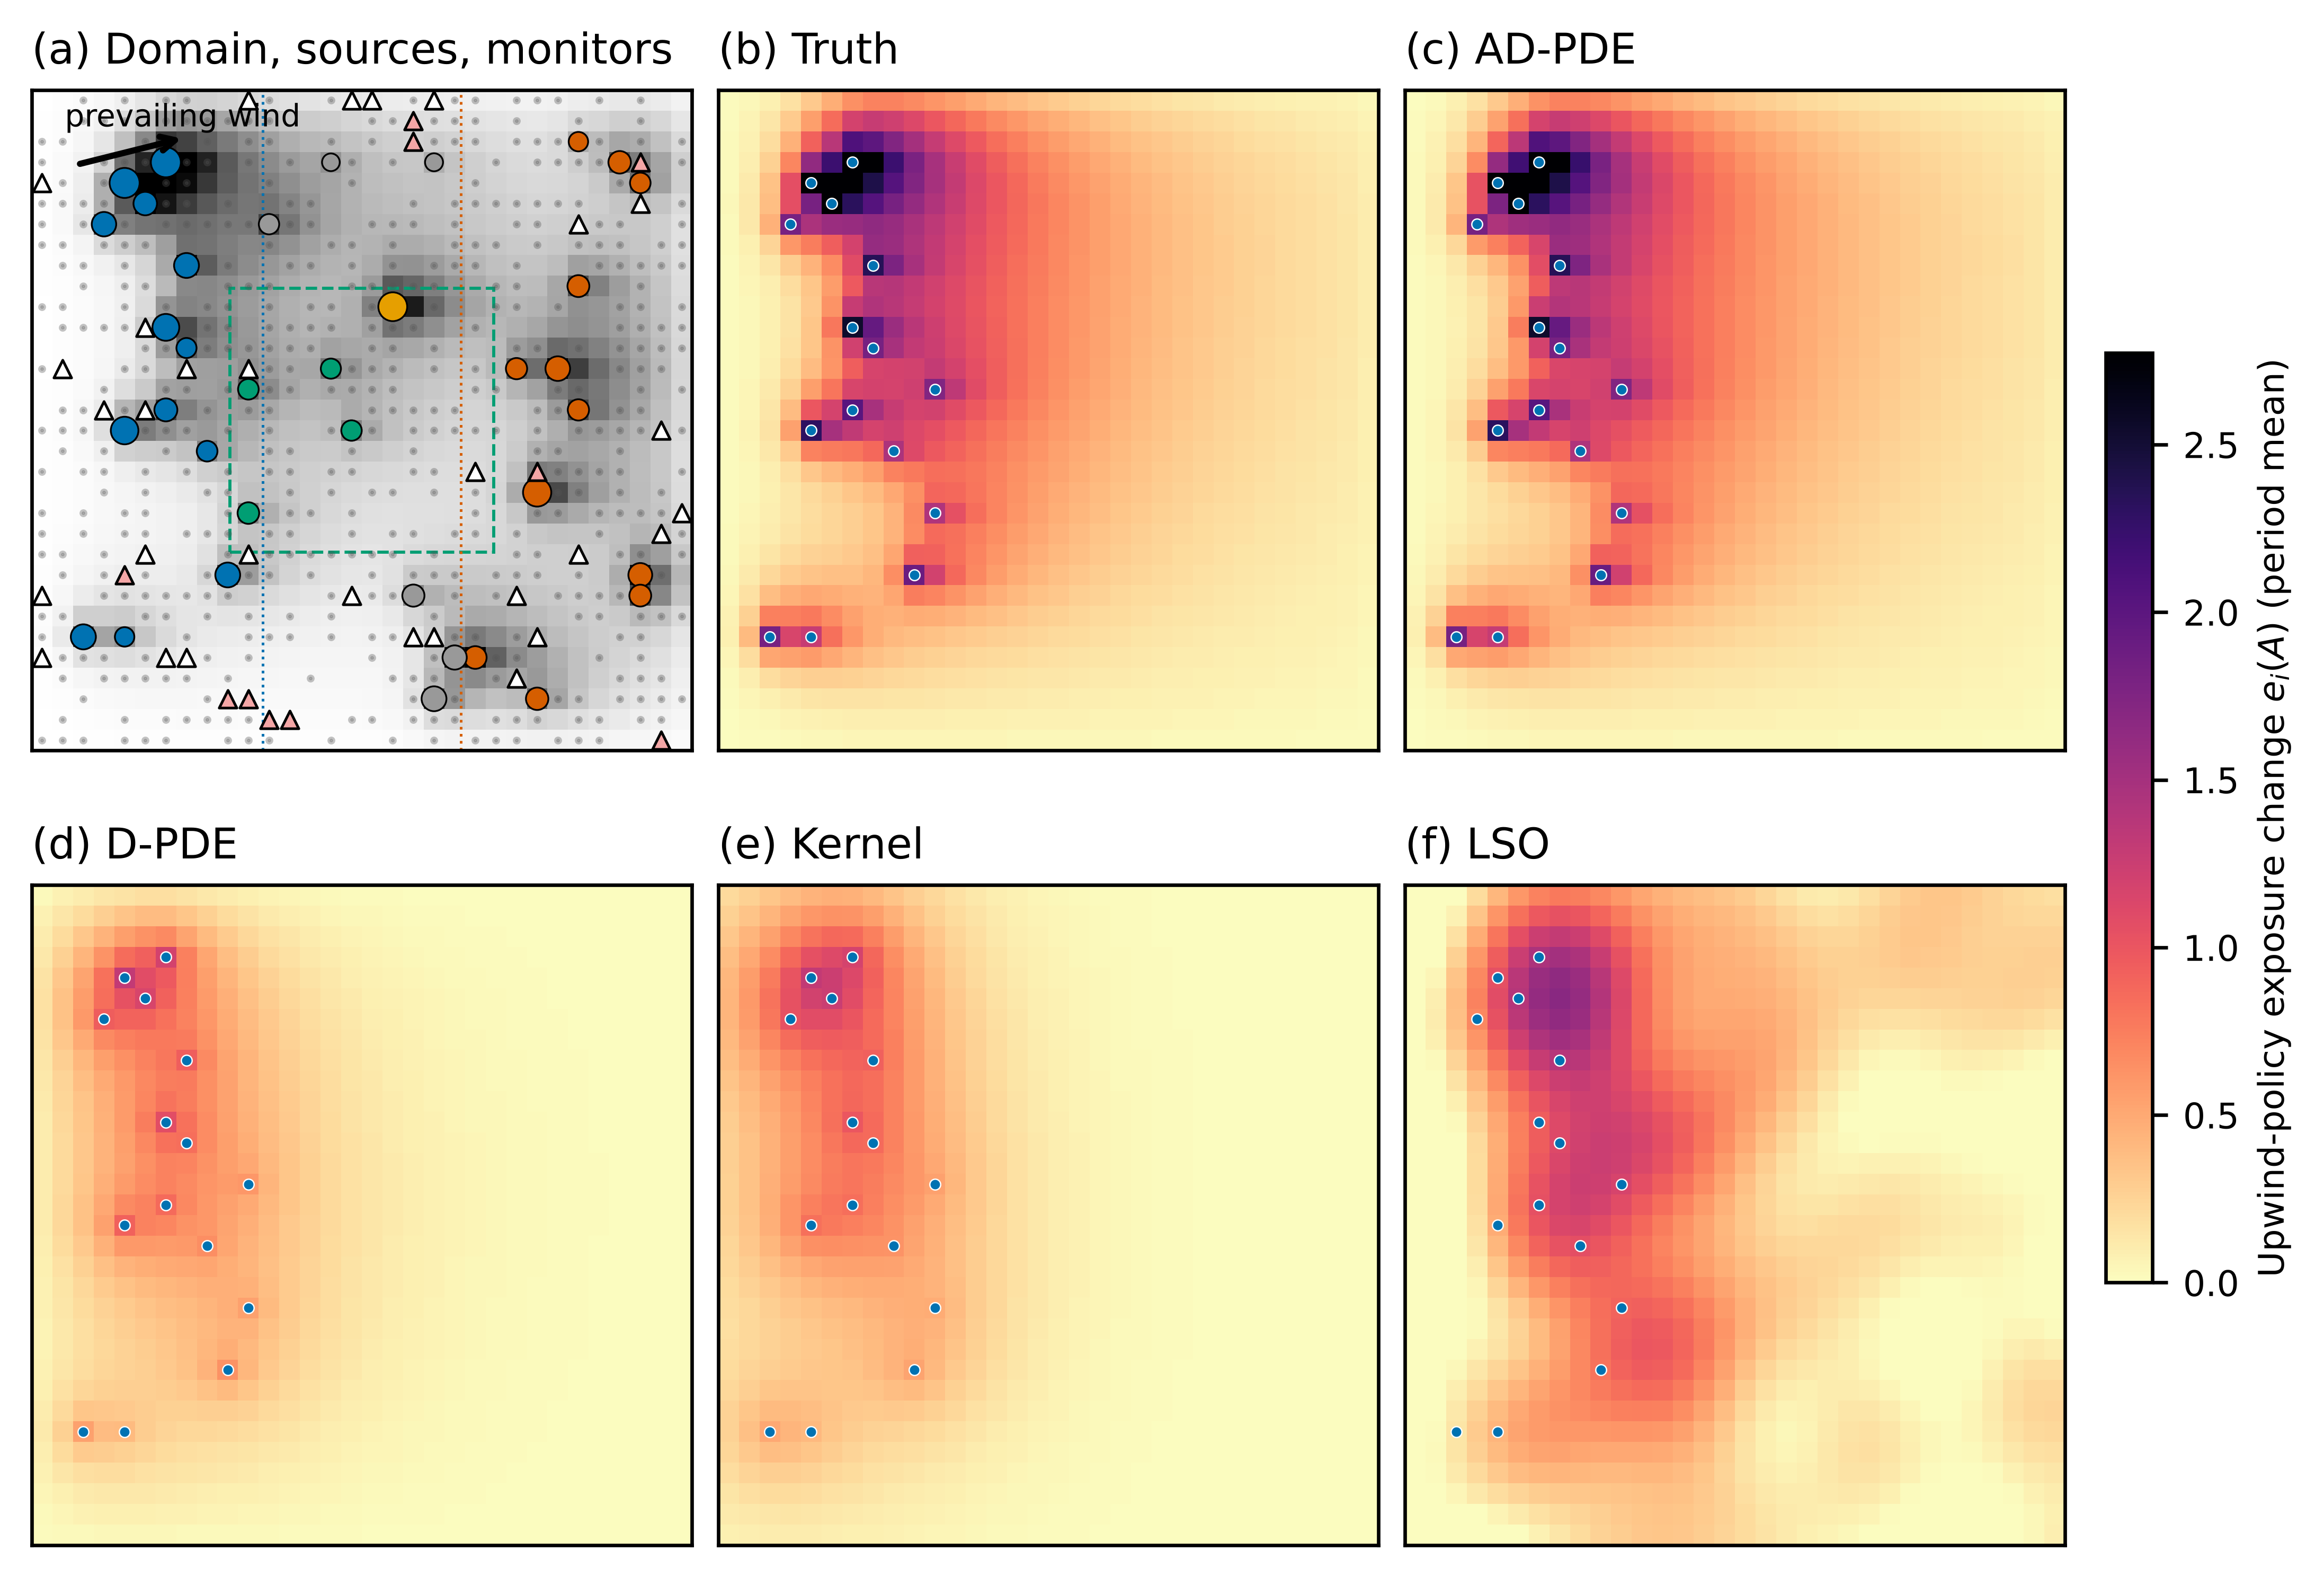 (a) Domain, sources, monitors
(b) Truth
(c) AD-PDE
prevailing wind
(d) D-PDE
(e) Kernel
(f) LSO
2.5
2.0
1.5
1.0
0.5
0.0
Upwind-policy exposure change eᵢ(A) (period mean)